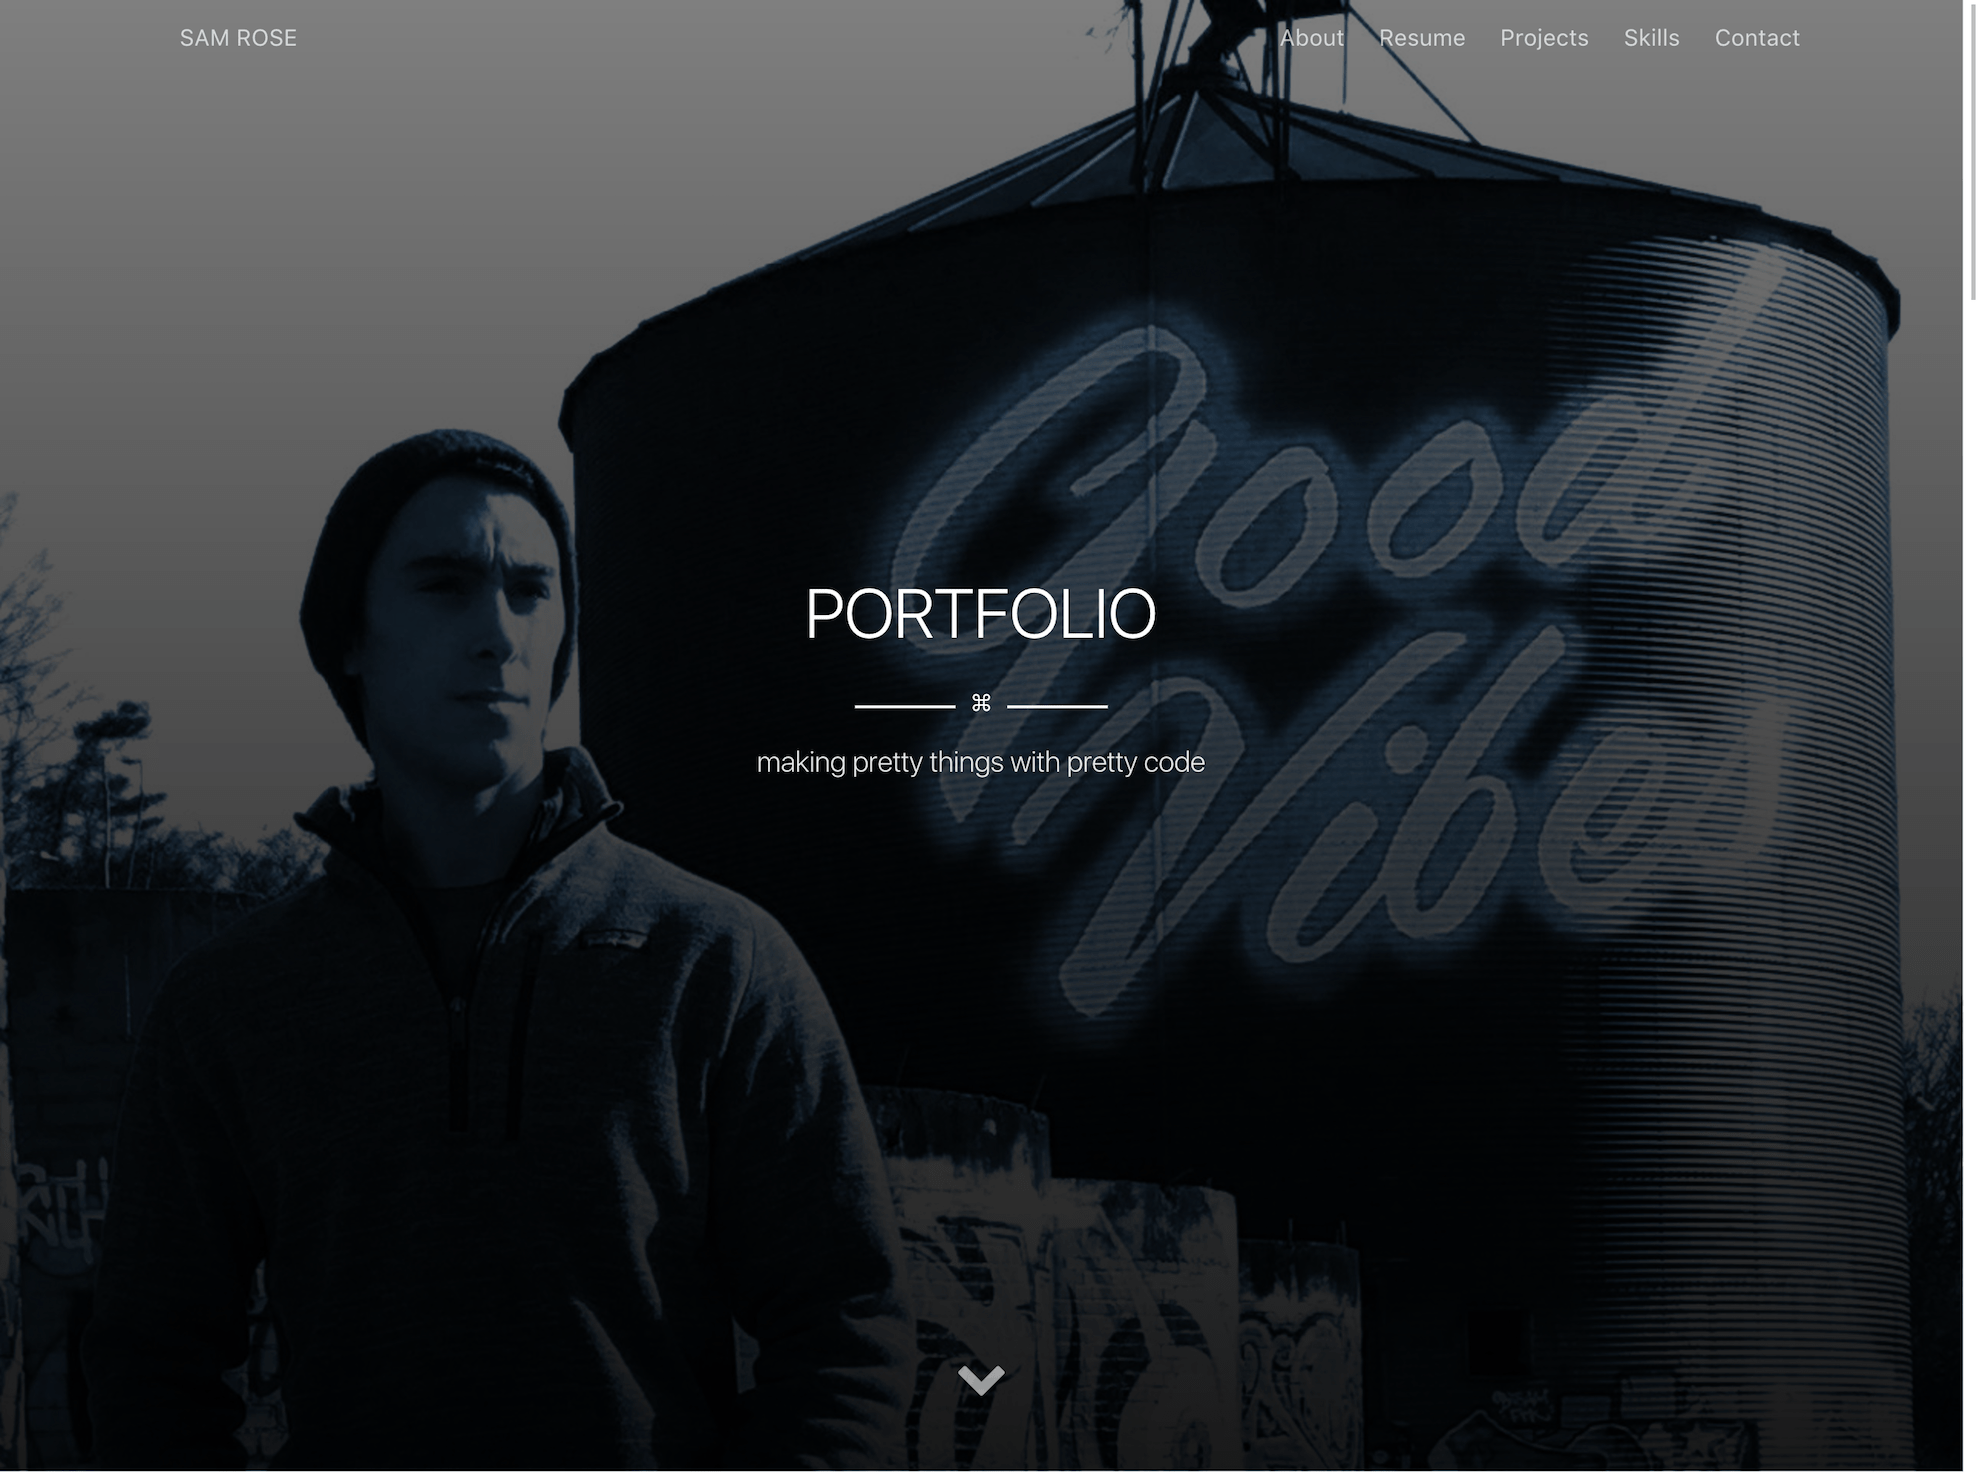 SAM ROSE
About Resume Projects Skills Contact
Good
Vibes
PORTFOLIO
⌘
making pretty things with pretty code